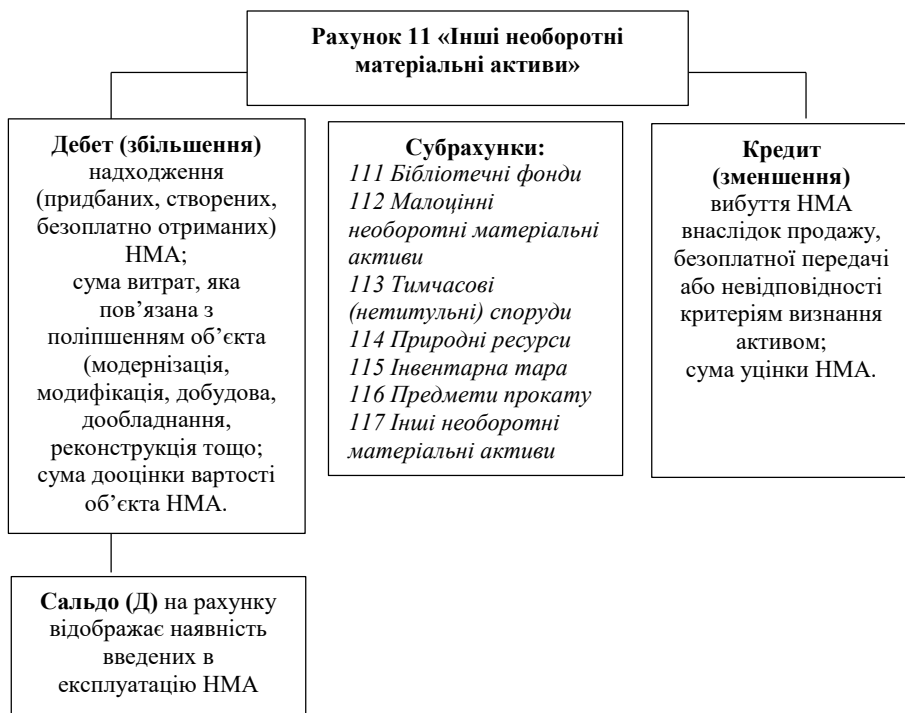 Рахунок 11 «Інші необоротні
матеріальні активи»
Дебет (збільшення)
надходження
(придбаних, створених,
безоплатно отриманих)
НМА;
сума витрат, яка
пов’язана з
поліпшенням об’єкта
(модернізація,
модифікація, добудова,
дообладнання,
реконструкція тощо;
сума дооцінки вартості
об’єкта НМА.
Субрахунки:
111 Бібліотечні фонди
112 Малоцінні
необоротні матеріальні
активи
113 Тимчасові
(нетитульні) споруди
114 Природні ресурси
115 Інвентарна тара
116 Предмети прокату
117 Інші необоротні
матеріальні активи
Кредит
(зменшення)
вибуття НМА
внаслідок продажу,
безоплатної передачі
або невідповідності
критеріям визнання
активом;
сума уцінки НМА.
Сальдо (Д) на рахунку
відображає наявність
введених в
експлуатацію НМА